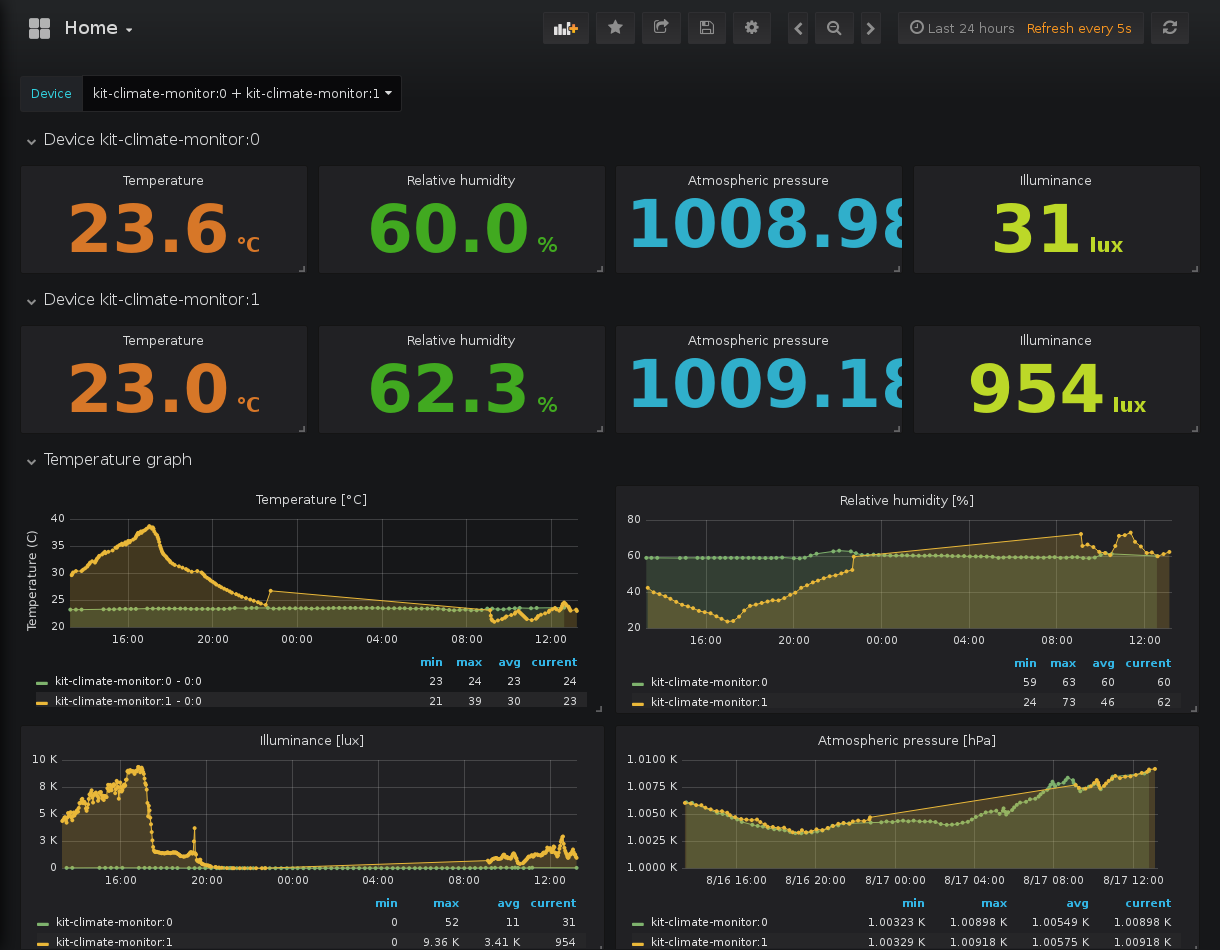 Home
Last 24 hours Refresh every 5s
Device kit-climate-monitor:0 + kit-climate-monitor:1
Device kit-climate-monitor:0
Temperature Relative humidity Atmospheric pressure Illuminance
23.6 °C 60.0 % 1008.98 31 lux
Device kit-climate-monitor:1
Temperature Relative humidity Atmospheric pressure Illuminance
23.0 °C 62.3 % 1009.18 954 lux
Temperature graph
Temperature [°C]
Temperature (C)
40
35
30
25
20
16:00 20:00 00:00 04:00 08:00 12:00
min max avg current
kit-climate-monitor:0 - 0:0 23 24 23 24
kit-climate-monitor:1 - 0:0 21 39 30 23
Relative humidity [%]
80
60
40
20
16:00 20:00 00:00 04:00 08:00 12:00
min max avg current
kit-climate-monitor:0 59 63 60 60
kit-climate-monitor:1 24 73 46 62
Illuminance [lux]
10 K
8 K
5 K
3 K
0
16:00 20:00 00:00 04:00 08:00 12:00
min max avg current
kit-climate-monitor:0 0 52 11 31
kit-climate-monitor:1 0 9.36 K 3.41 K 954
Atmospheric pressure [hPa]
1.0100 K
1.0075 K
1.0050 K
1.0025 K
1.0000 K
8/16 16:00 8/16 20:00 8/17 00:00 8/17 04:00 8/17 08:00 8/17 12:00
min max avg current
kit-climate-monitor:0 1.00323 K 1.00898 K 1.00549 K 1.00898 K
kit-climate-monitor:1 1.00329 K 1.00918 K 1.00575 K 1.00918 K